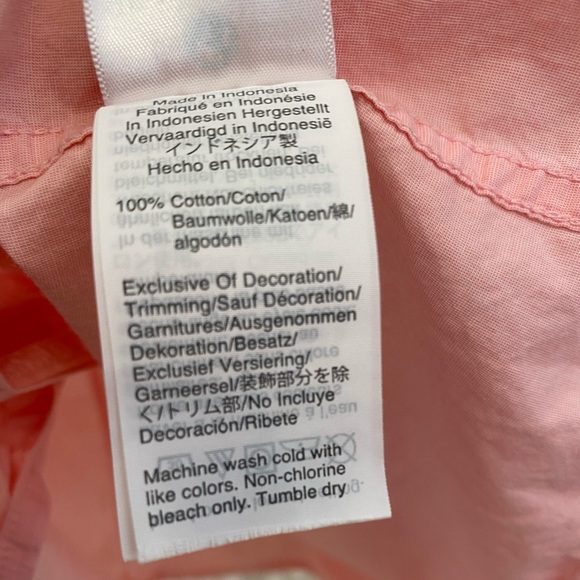 Made in Indonesia
Fabriqué en Indonésie
In Indonesien Hergestellt
Vervaardigd in Indonesië
インドネシア製
Hecho en Indonesia
100% Cotton/Coton/
Baumwolle/Katoen/綿/
algodón
Exclusive Of Decoration/
Trimming/Sauf Décoration/
Garnitures/Ausgenommen
Dekoration/Besatz/
Exclusief Versiering/
Garneersel/装飾部分を除
く/トリム部/No Incluye
Decoración/Ribete
Machine wash cold with
like colors. Non-chlorine
bleach only. Tumble dry